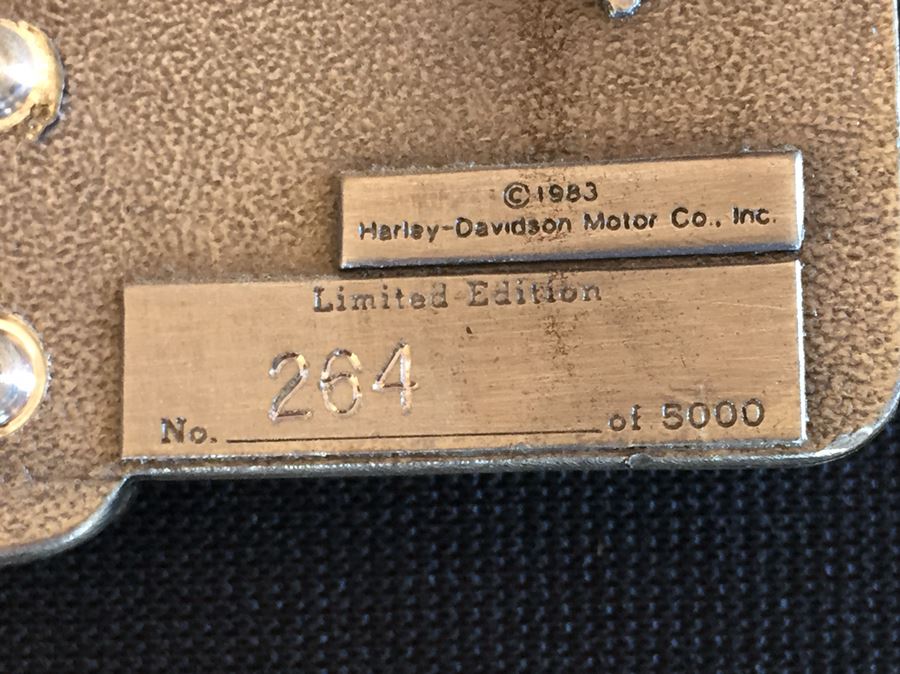 ©1983
Harley-Davidson Motor Co., Inc.
Limited Edition
No. 264 of 5000